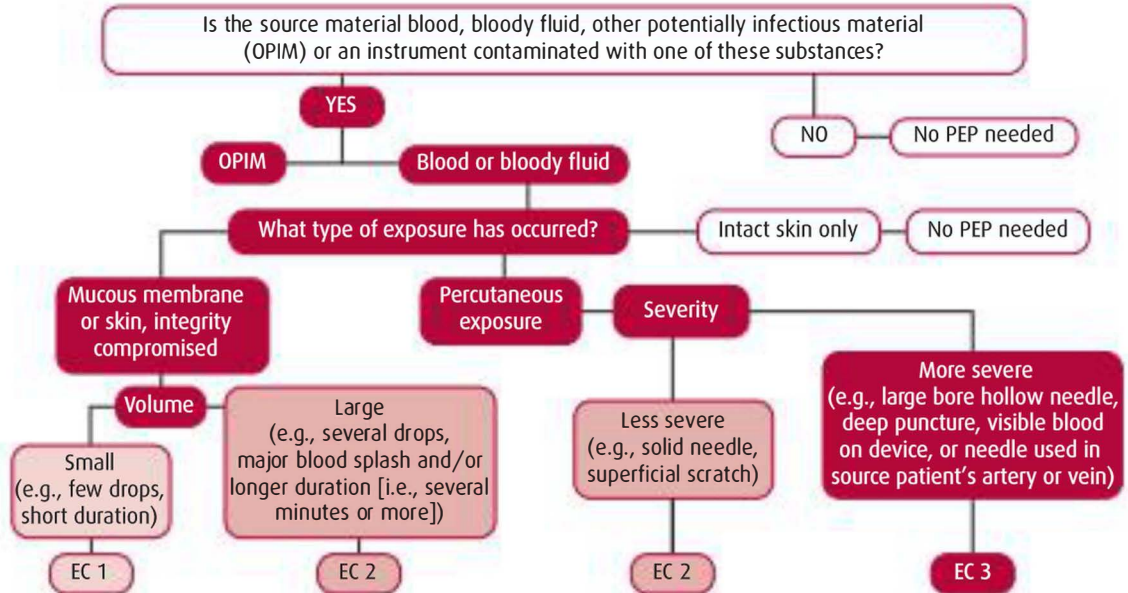 Is the source material blood, bloody fluid, other potentially infectious material
(OPIM) or an instrument contaminated with one of these substances?
YES
NO
No PEP needed
OPIM
Blood or bloody fluid
What type of exposure has occurred?
Intact skin only
No PEP needed
Mucous membrane
or skin, integrity
compromised
Percutaneous
exposure
Severity
Volume
Small
(e.g., few drops,
short duration)
Large
(e.g., several drops,
major blood splash and/or
longer duration [i.e., several
minutes or more])
Less severe
(e.g., solid needle,
superficial scratch)
More severe
(e.g., large bore hollow needle,
deep puncture, visible blood
on device, or needle used in
source patient's artery or vein)
EC 1
EC 2
EC 2
EC 3